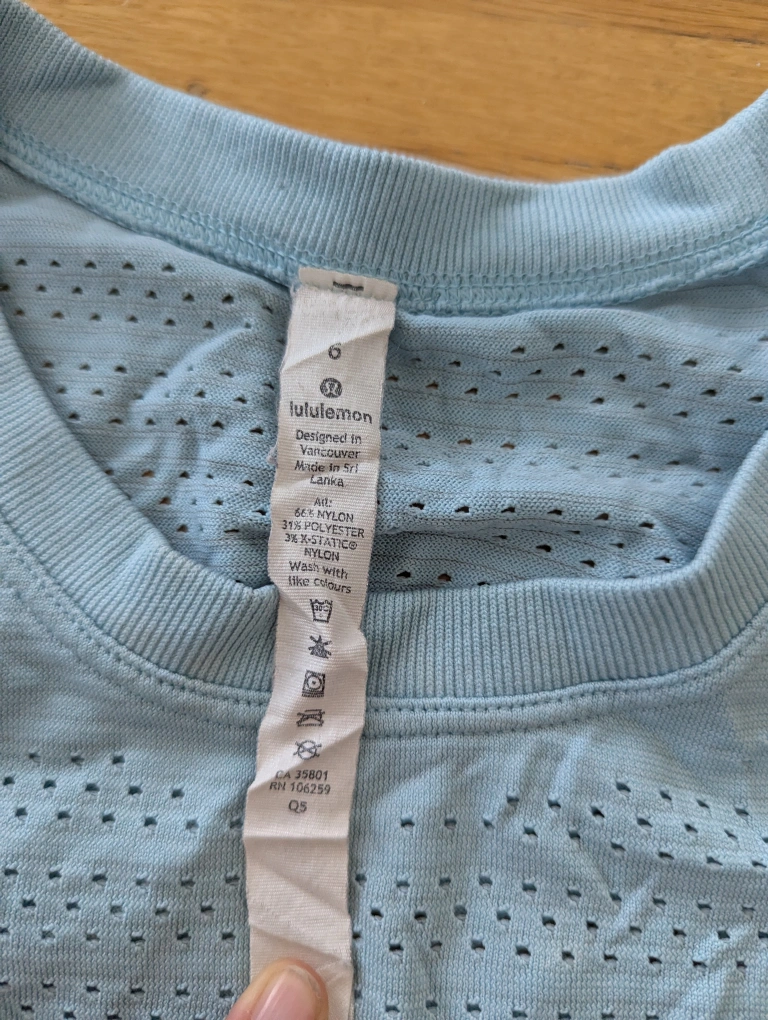 6
lululemon
Designed in
Vancouver
Made in Sri
Lanka
All:
66% NYLON
31% POLYESTER
3% X-STATIC®
NYLON
Wash with
like colours
30°C
CA 35801
RN 106259
Q5